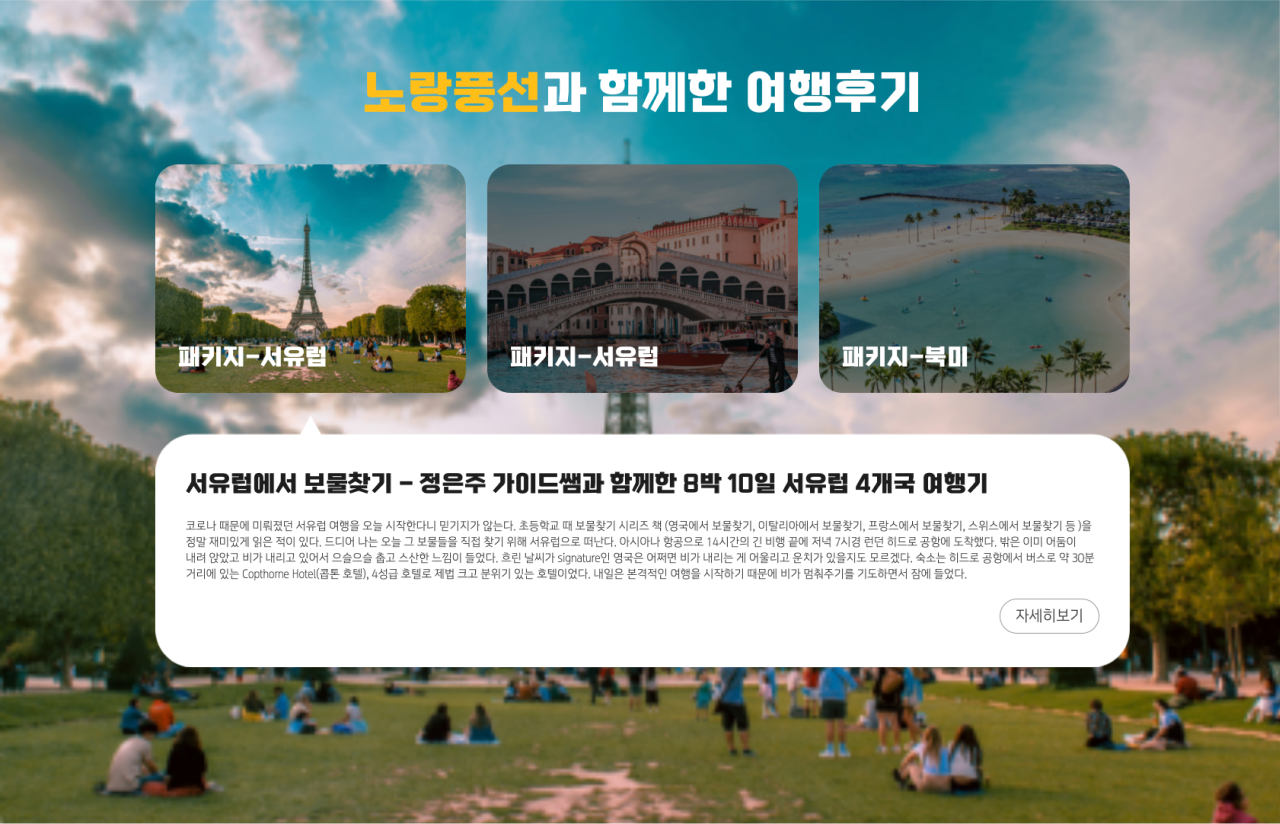 노랑풍선과 함께한 여행후기
패키지-서유럽
패키지-서유럽
패키지-북미
서유럽에서 보물찾기 - 정은주 가이드쌤과 함께한 8박 10일 서유럽 4개국 여행기
코로나 때문에 미뤄졌던 서유럽 여행을 오늘 시작한다니 믿기지가 않는다. 초등학교 때 보물찾기 시리즈 책 (영국에서 보물찾기, 이탈리아에서 보물찾기, 프랑스에서 보물찾기, 스위스에서 보물찾기 등 )을
정말 재미있게 읽은 적이 있다. 드디어 나는 오늘 그 보물들을 직접 찾기 위해 서유럽으로 떠난다. 아시아나 항공으로 14시간의 긴 비행 끝에 저녁 7시경 런던 히드로 공항에 도착했다. 밖은 이미 어둠이
내려 앉았고 비가 내리고 있어서 으슬으슬 춥고 스산한 느낌이 들었다. 흐린 날씨가 signature인 영국은 어쩌면 비가 내리는 게 어울리고 운치가 있을지도 모르겠다. 숙소는 히드로 공항에서 버스로 약 30분
거리에 있는 Copthorne Hotel(콥톤 호텔), 4성급 호텔로 제법 크고 분위기 있는 호텔이었다. 내일은 본격적인 여행을 시작하기 때문에 비가 멈춰주기를 기도하면서 잠에 들었다.
자세히보기